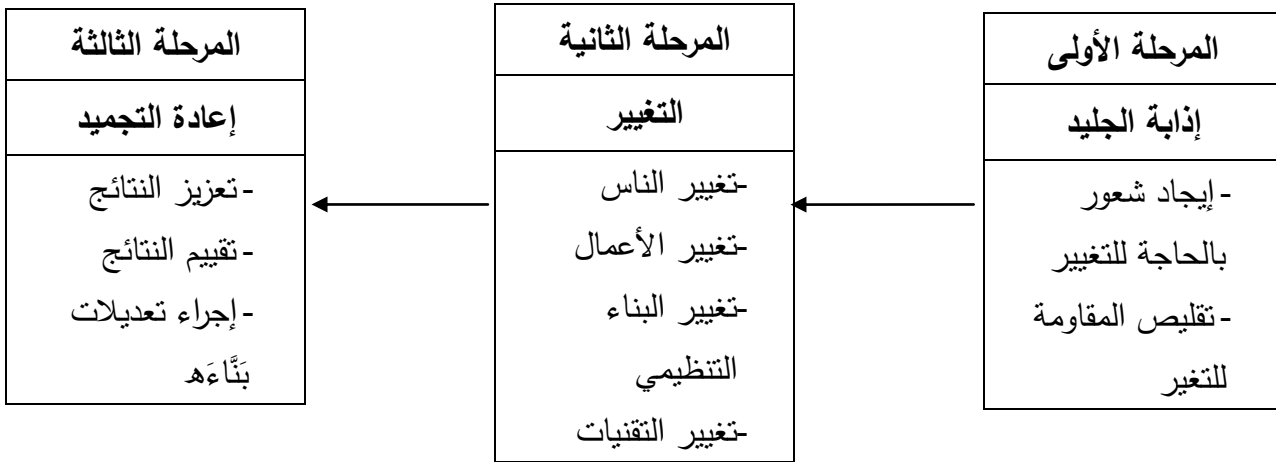 المرحلة الأولى
إذابة الجليد
-إيجاد شعور
بالحاجة للتغيير
-تقليص المقاومة
للتغير
المرحلة الثانية
التغيير
-تغيير الناس
-تغيير الأعمال
-تغيير البناء
التنظيمي
-تغيير التقنيات
المرحلة الثالثة
إعادة التجميد
-تعزيز النتائج
-تقييم النتائج
-إجراء تعديلات
بَنَّاءَه